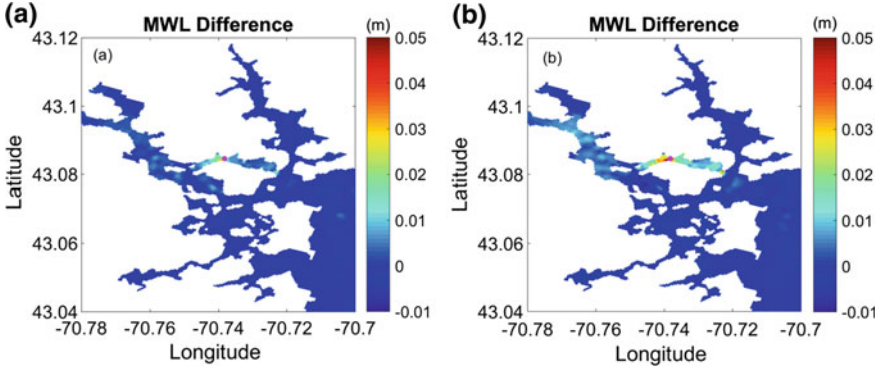 (a)
MWL Difference
(m)
(a)
43.12
43.1
43.08
43.06
43.04
Latitude
-70.78 -70.76 -70.74 -70.72 -70.7
Longitude
0.05
0.04
0.03
0.02
0.01
0
-0.01
(b)
MWL Difference
(m)
(b)
43.12
43.1
43.08
43.06
43.04
Latitude
-70.78 -70.76 -70.74 -70.72 -70.7
Longitude
0.05
0.04
0.03
0.02
0.01
0
-0.01